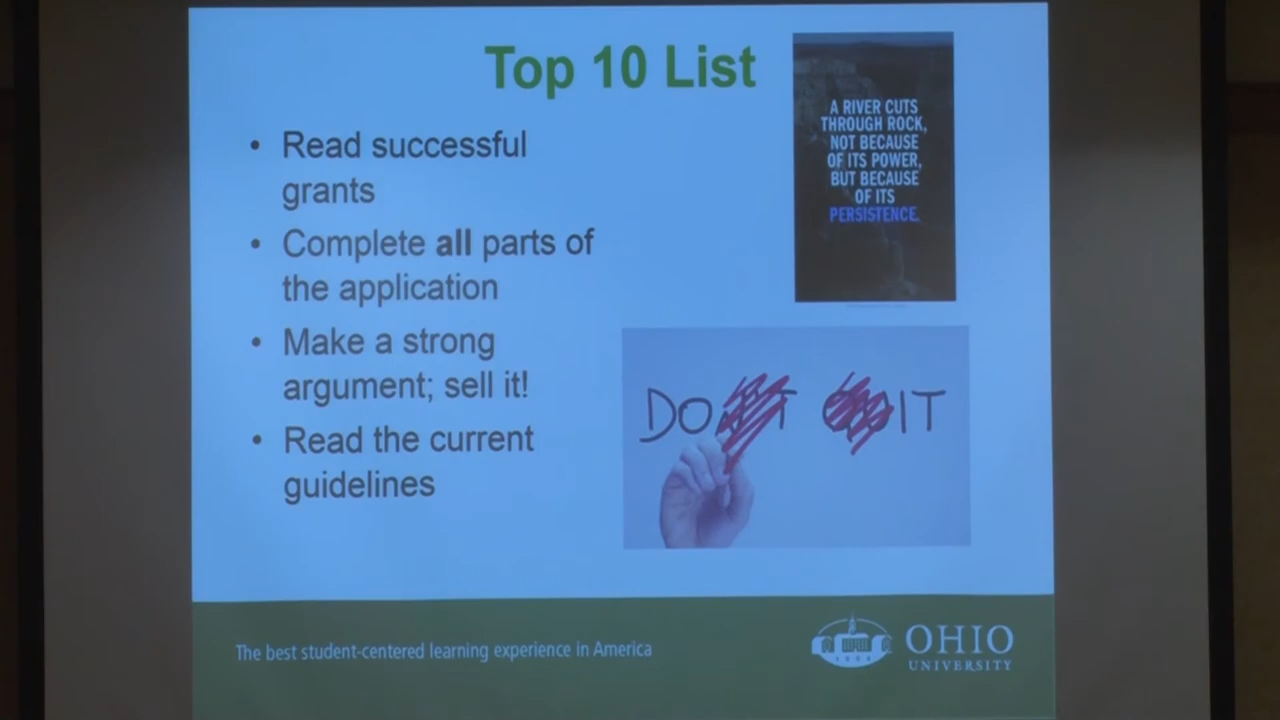 Top 10 List
• Read successful
grants
• Complete all parts of
the application
• Make a strong
argument; sell it!
• Read the current
guidelines
A RIVER CUTS
THROUGH ROCK,
NOT BECAUSE
OF ITS POWER,
BUT BECAUSE
OF ITS
PERSISTENCE.
DON'T QUIT
The best student-centered learning experience in America
OHIO
UNIVERSITY